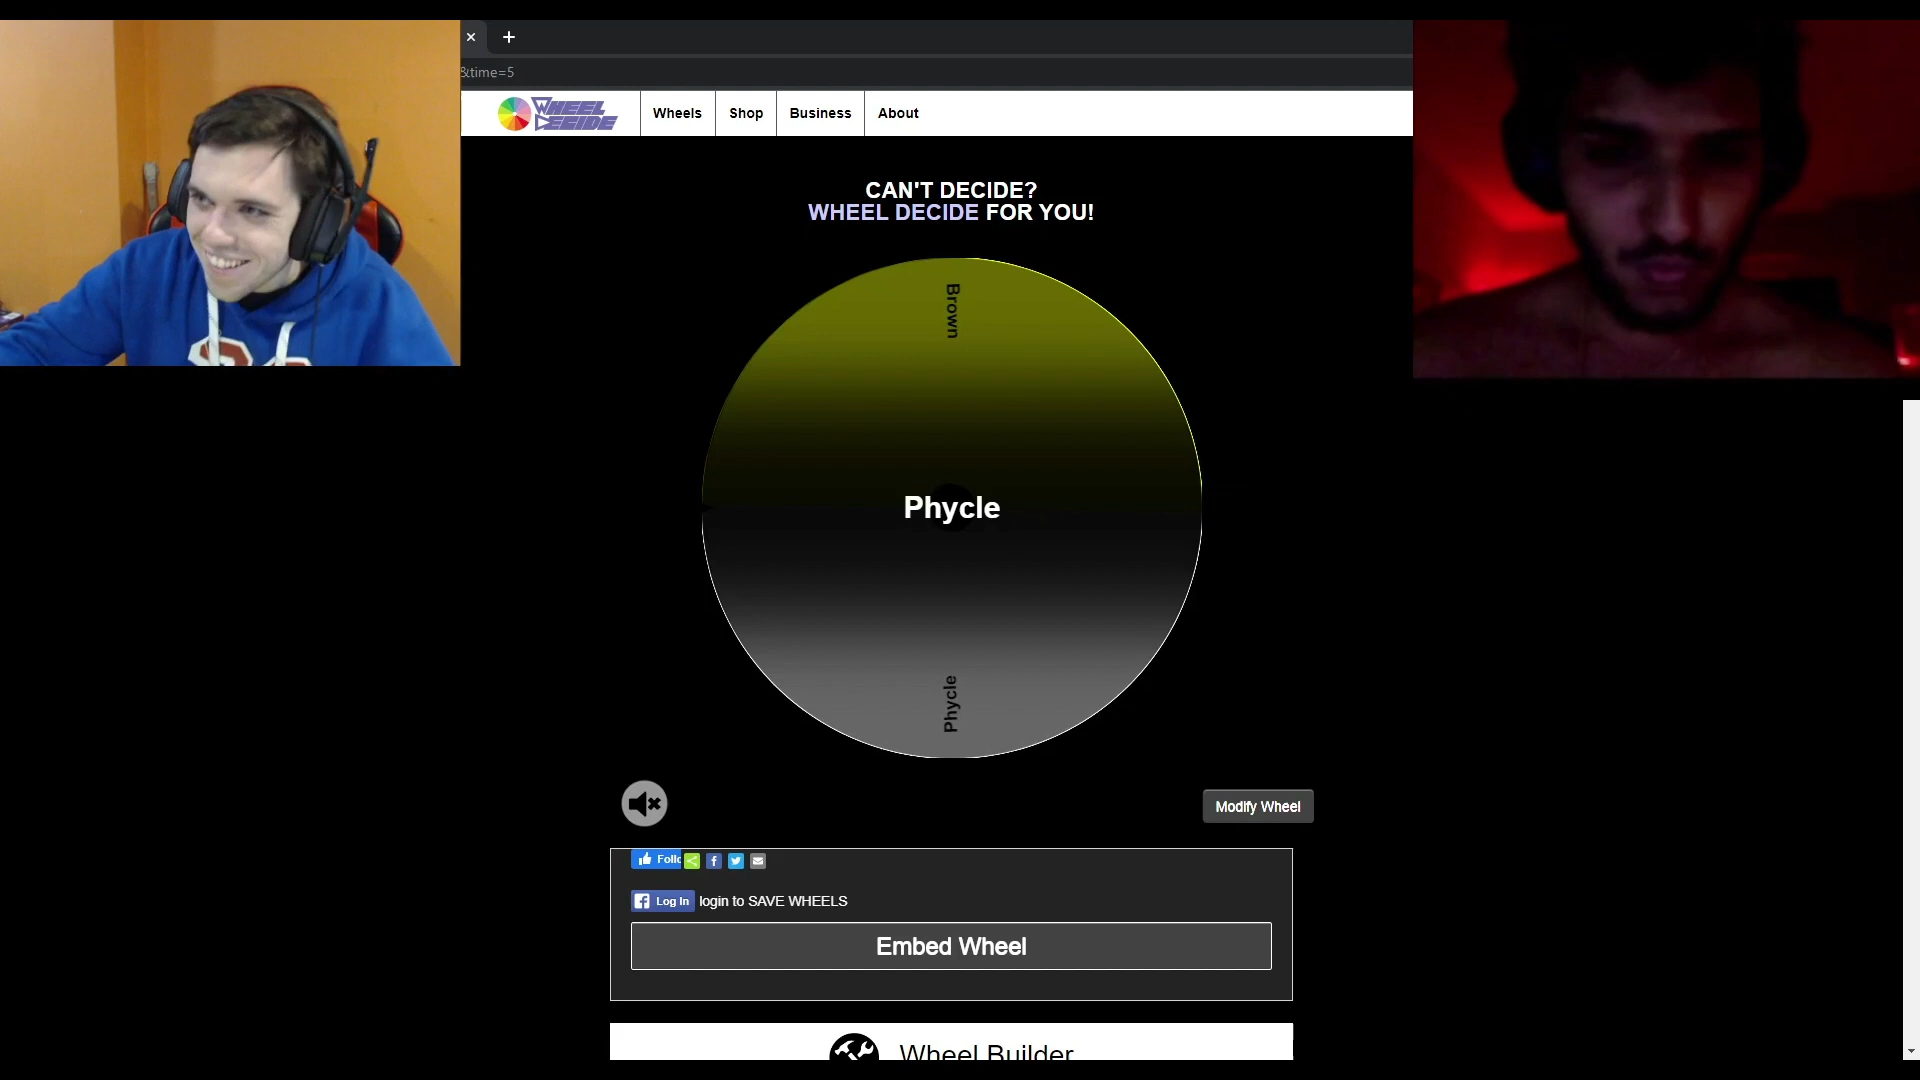 &time=5
WHEEL DECIDE
Wheels
Shop
Business
About
CAN'T DECIDE?
WHEEL DECIDE FOR YOU!
Brown
Phycle
Phycle
Modify Wheel
f
Log In
login to SAVE WHEELS
Embed Wheel
Wheel Builder